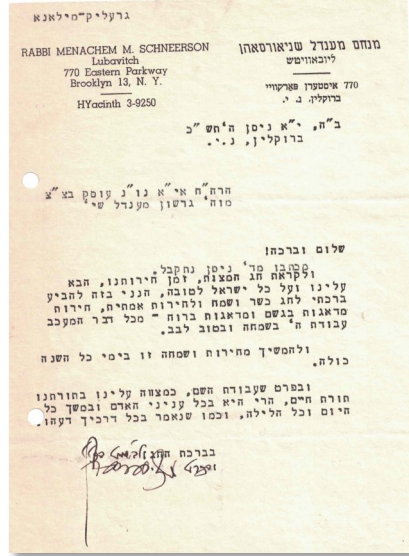 גרעליק-מילאנא
RABBI MENACHEM M. SCHNEERSON
Lubavitch
770 Eastern Parkway
Brooklyn 13, N. Y.
HYacinth 3-9250
מנחם מענדל שניאורסאהן
ליובאוויטש
770 איסטערן פארקוויי
ברוקלין, נ. י.
ב"ה, י"א ניסן ה'תש"כ
ברוקלין, נ.י.
הרה"ח אי"א נו"נ עוסק בצ"צ
מוה' גרשון מענדל שי'
שלום וברכה!
מכתבו מד' ניסן נתקבל.
ולקראת חג המצות, זמן חירותנו, הבא
עלינו ועל כל ישראל לטובה, הנני בזה להביע
ברכתי לחג כשר ושמח ולחירות אמתית, חירות
מדאגות בגשם ומדאגות ברוח - מכל דבר המעכב
עבודת ה' בשמחה ובטוב לבב.
ולהמשיך מחירות ושמחה זו בימי כל השנה
כולה.
ובפרט שעבודת השם, כמצווה עלינו בתורתנו
תורת חיים, הרי היא בכל עניני האדם ובמשך כל
היום וכל הלילה, וכמו שנאמר בכל דרכיך דעהו.
בברכת החג